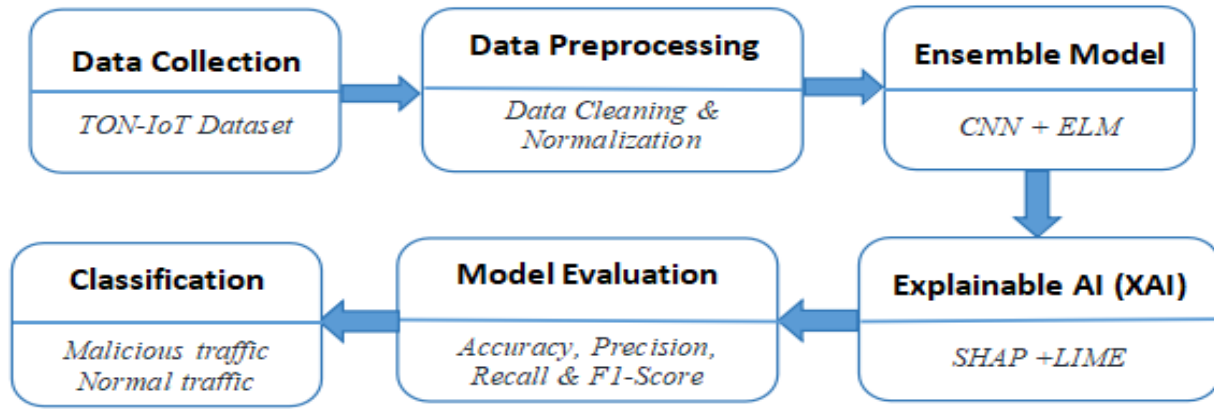 Data Collection
TON-IoT Dataset
Data Preprocessing
Data Cleaning &
Normalization
Ensemble Model
CNN + ELM
Explainable AI (XAI)
SHAP +LIME
Model Evaluation
Accuracy, Precision,
Recall & F1-Score
Classification
Malicious traffic
Normal traffic